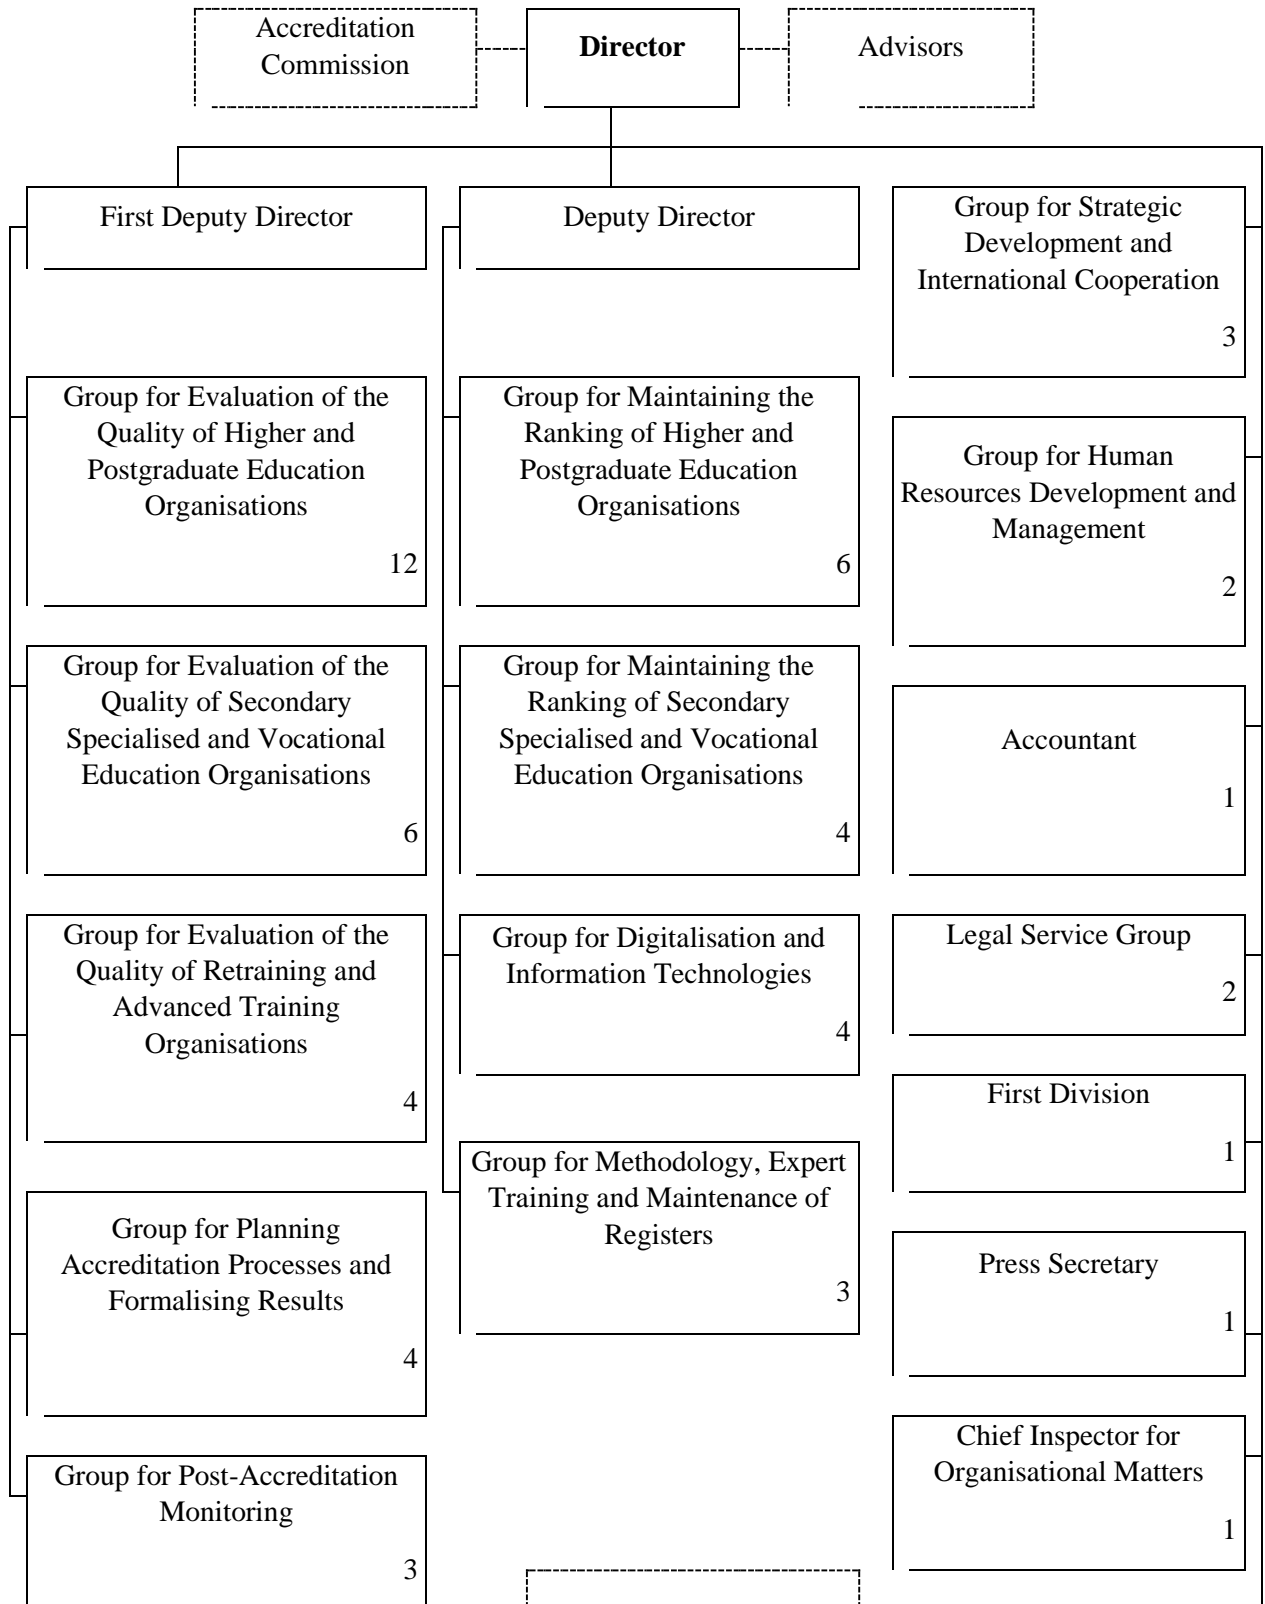 Accreditation
Commission
Director
Advisors
First Deputy Director
Deputy Director
Group for Strategic
Development and
International Cooperation
3
Group for Evaluation of the
Quality of Higher and
Postgraduate Education
Organisations
12
Group for Maintaining the
Ranking of Higher and
Postgraduate Education
Organisations
6
Group for Human
Resources Development and
Management
2
Group for Evaluation of the
Quality of Secondary
Specialised and Vocational
Education Organisations
6
Group for Maintaining the
Ranking of Secondary
Specialised and Vocational
Education Organisations
4
Accountant
1
Group for Evaluation of the
Quality of Retraining and
Advanced Training
Organisations
4
Group for Digitalisation and
Information Technologies
4
Legal Service Group
2
First Division
1
Group for Planning
Accreditation Processes and
Formalising Results
4
Group for Methodology, Expert
Training and Maintenance of
Registers
3
Press Secretary
1
Group for Post-Accreditation
Monitoring
3
Chief Inspector for
Organisational Matters
1